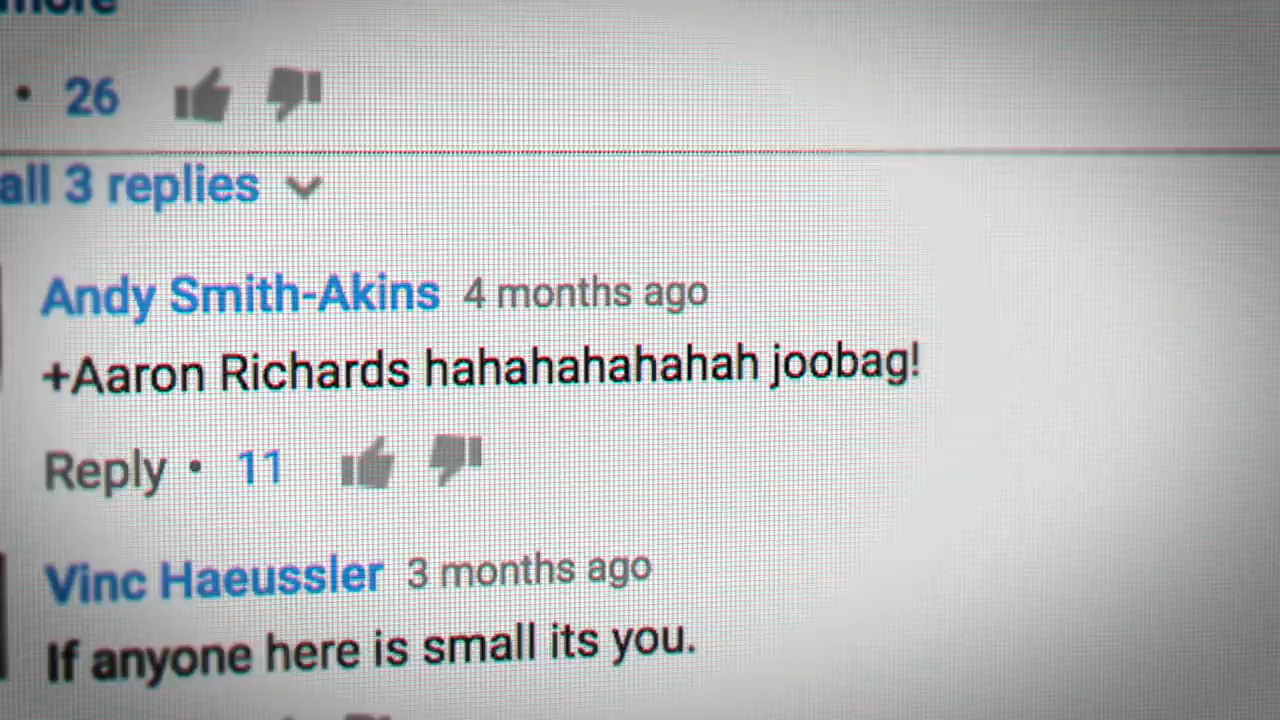 more
• 26
all 3 replies
Andy Smith-Akins 4 months ago
+Aaron Richards hahahahahahah joobag!
Reply • 11
Vinc Haeussler 3 months ago
If anyone here is small its you.